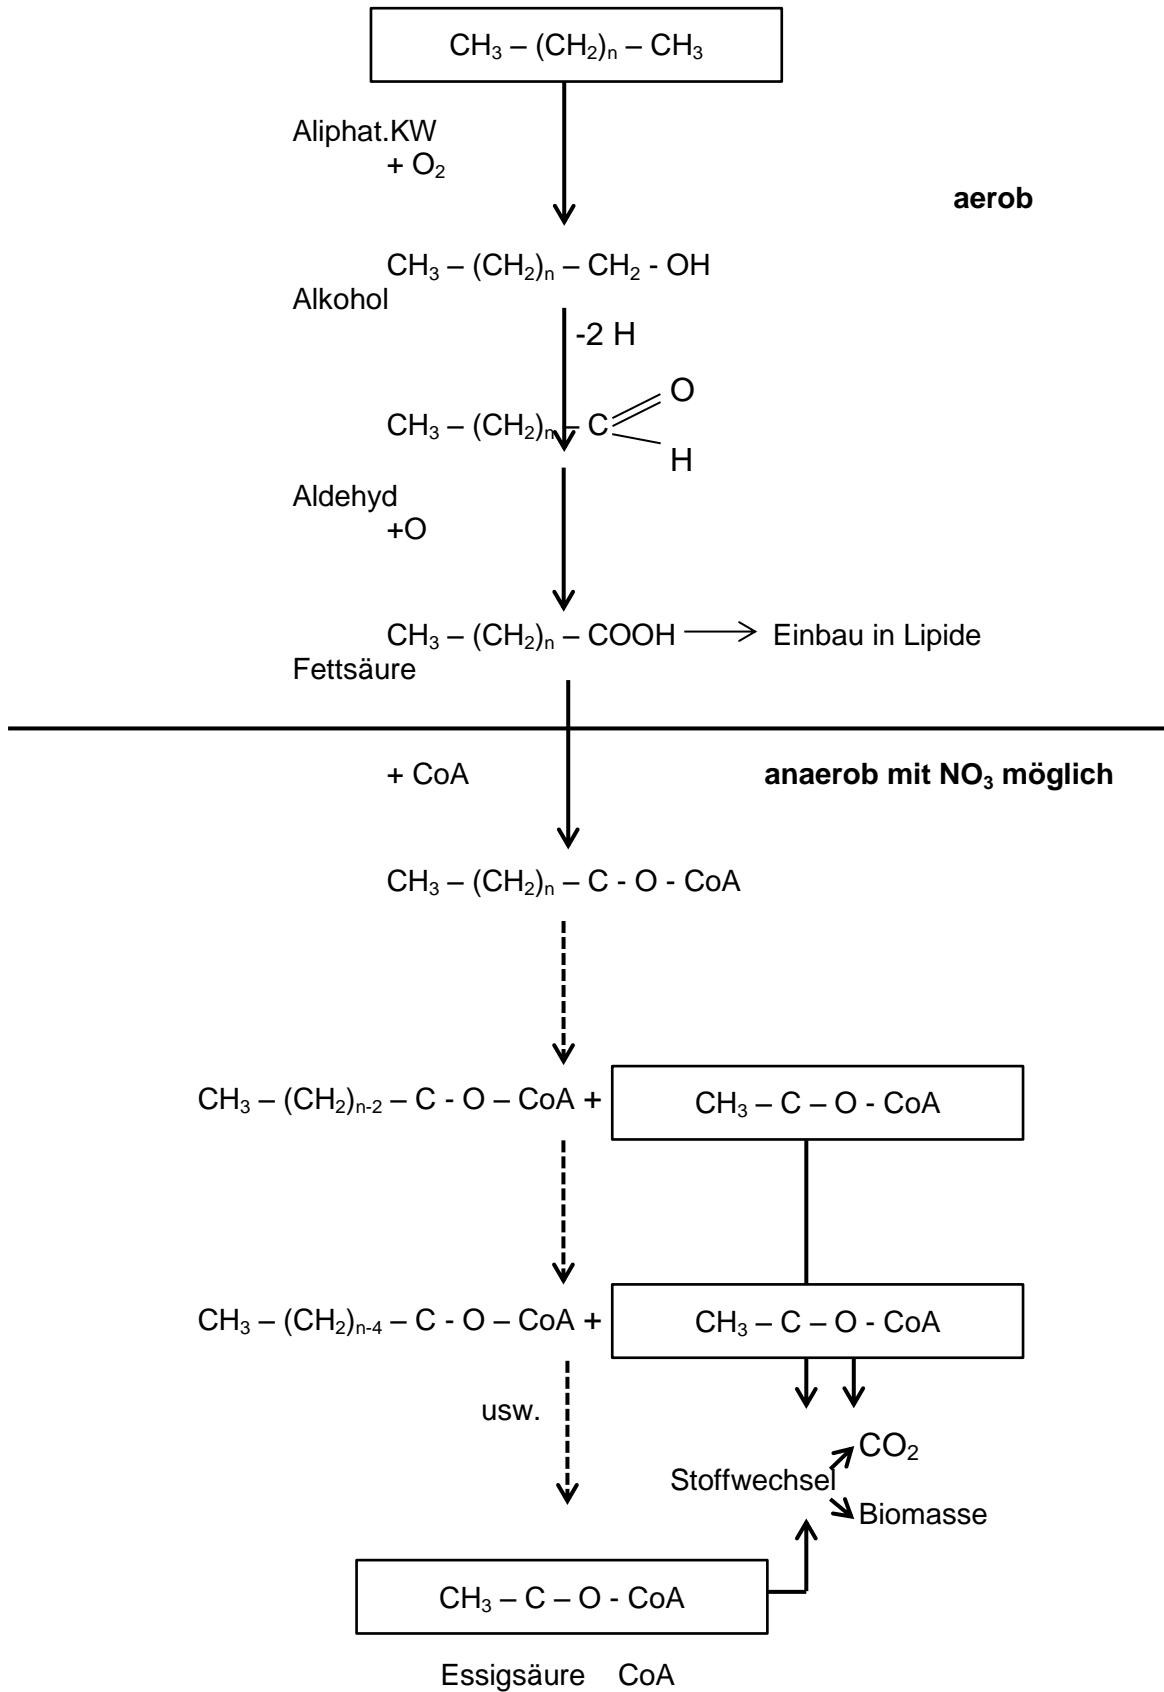 CH₃ – (CH₂)ₙ – CH₃
Aliphat.KW
+ O₂
aerob
CH₃ – (CH₂)ₙ – CH₂ - OH
Alkohol
-2 H
O
CH₃ – (CH₂)ₙ – C
H
Aldehyd
+O
CH₃ – (CH₂)ₙ – COOH → Einbau in Lipide
Fettsäure
+ CoA
anaerob mit NO₃ möglich
CH₃ – (CH₂)ₙ – C - O - CoA
CH₃ – (CH₂)ₙ₋₂ – C - O – CoA + CH₃ – C – O - CoA
CH₃ – (CH₂)ₙ₋₄ – C - O – CoA + CH₃ – C – O - CoA
usw.
CO₂
Stoffwechsel
Biomasse
CH₃ – C – O - CoA
Essigsäure CoA